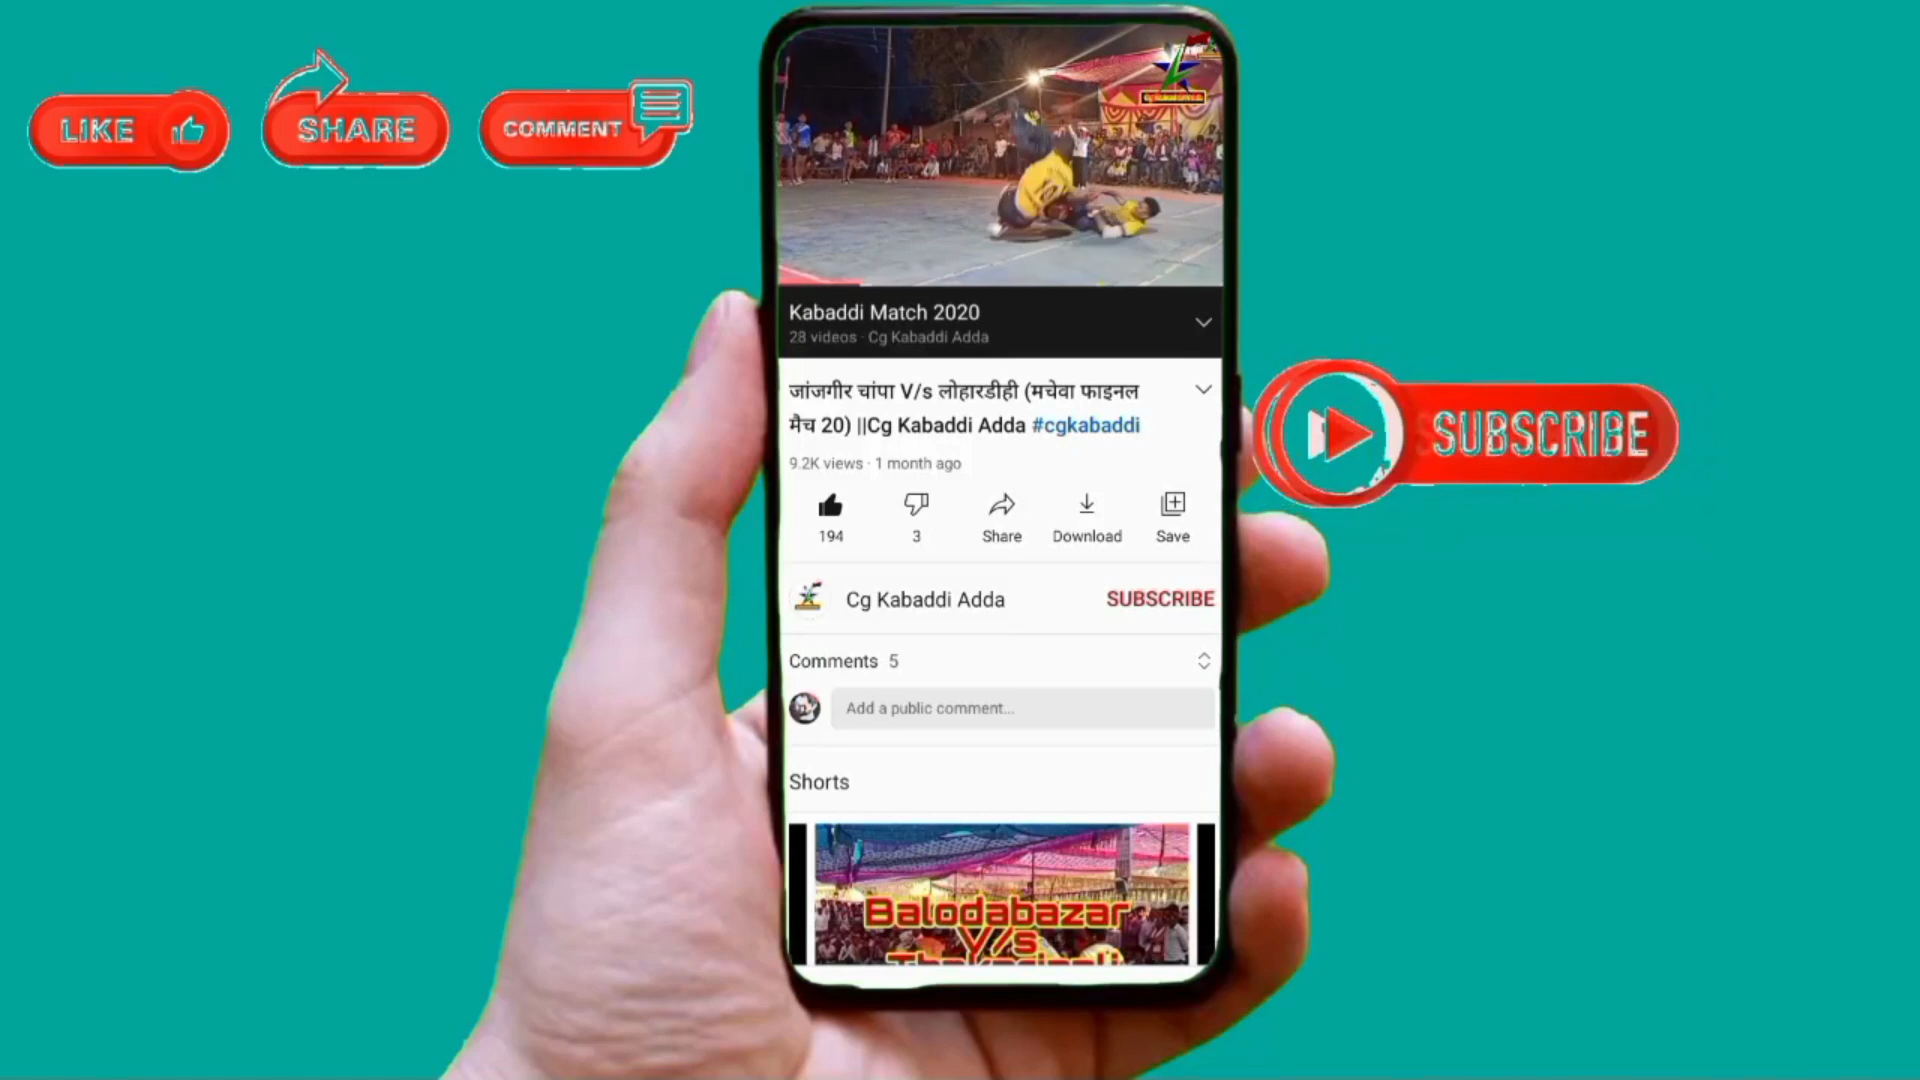 LIKE
SHARE
COMMENT
Kabaddi Match 2020
28 videos · Cg Kabaddi Adda
जांजगीर चांपा V/s लोहारडीही (मचेवा फाइनल
मैच 20) ||Cg Kabaddi Adda #cgkabaddi
9.2K views · 1 month ago
194
3
Share
Download
Save
SUBSCRIBE
Cg Kabaddi Adda
SUBSCRIBE
Comments 5
Add a public comment...
Shorts
Balodabazar
V/s